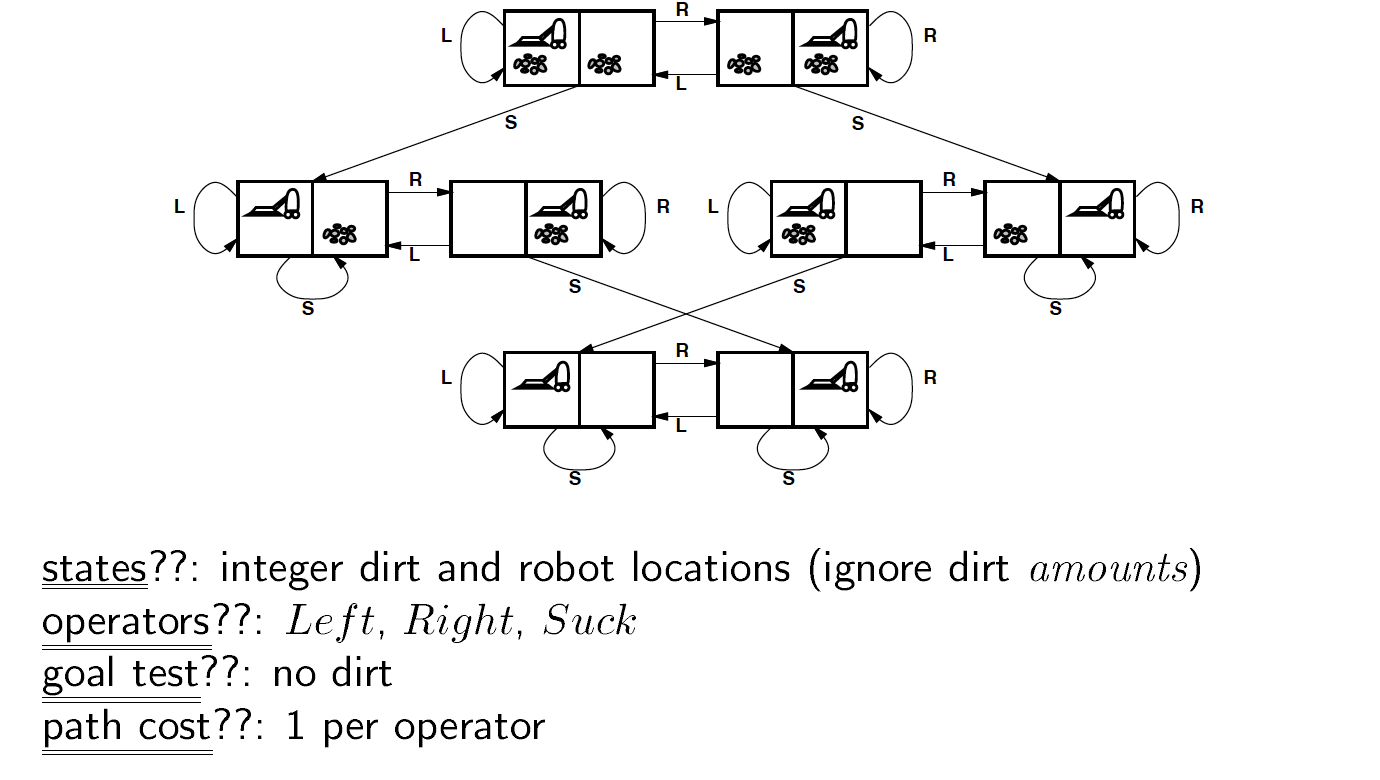 R
L
R
L
S
S
R
R
L
R
L
R
L
L
S
S
S
S
R
L
R
L
S
S
states??: integer dirt and robot locations (ignore dirt amounts)
operators??: Left, Right, Suck
goal test??: no dirt
path cost??: 1 per operator